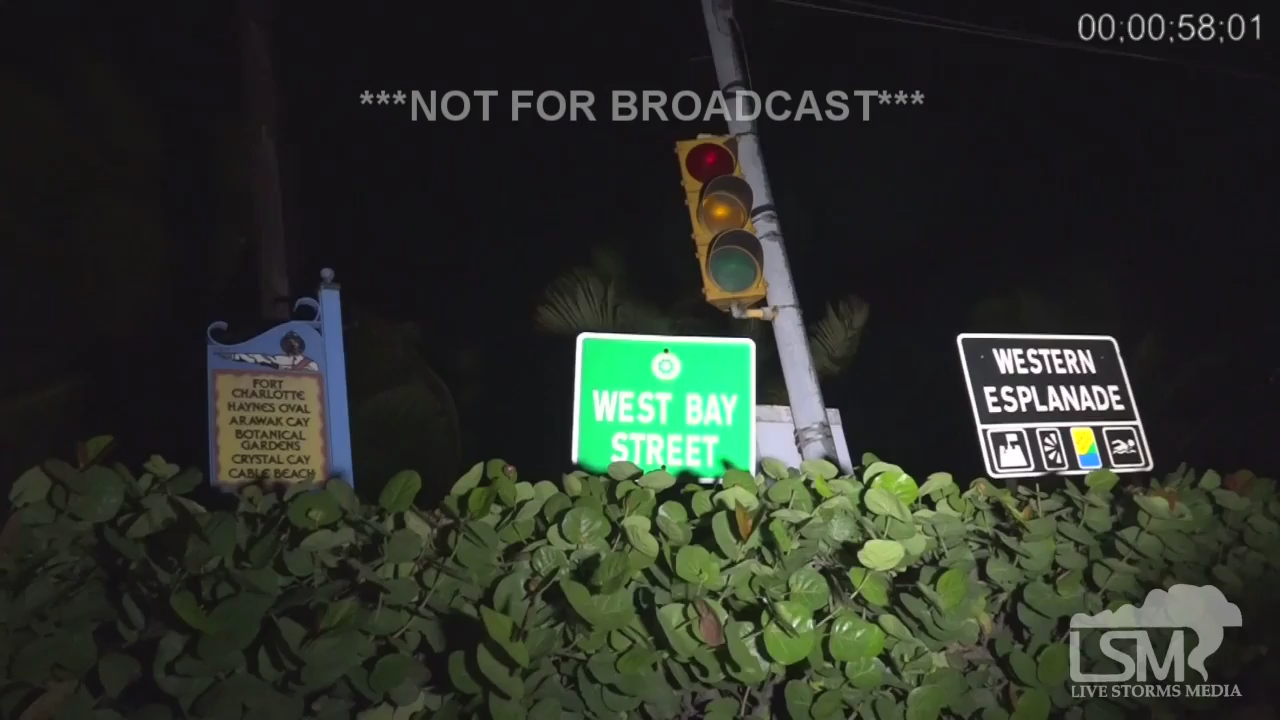 00;00;58;01
***NOT FOR BROADCAST***
FORT
CHARLOTTE
HAYNES OVAL
ARAWAK CAY
BOTANICAL
GARDENS
CRYSTAL CAY
CABLE BEACH
WEST BAY
STREET
WESTERN
ESPLANADE
LSM
LIVE STORMS MEDIA